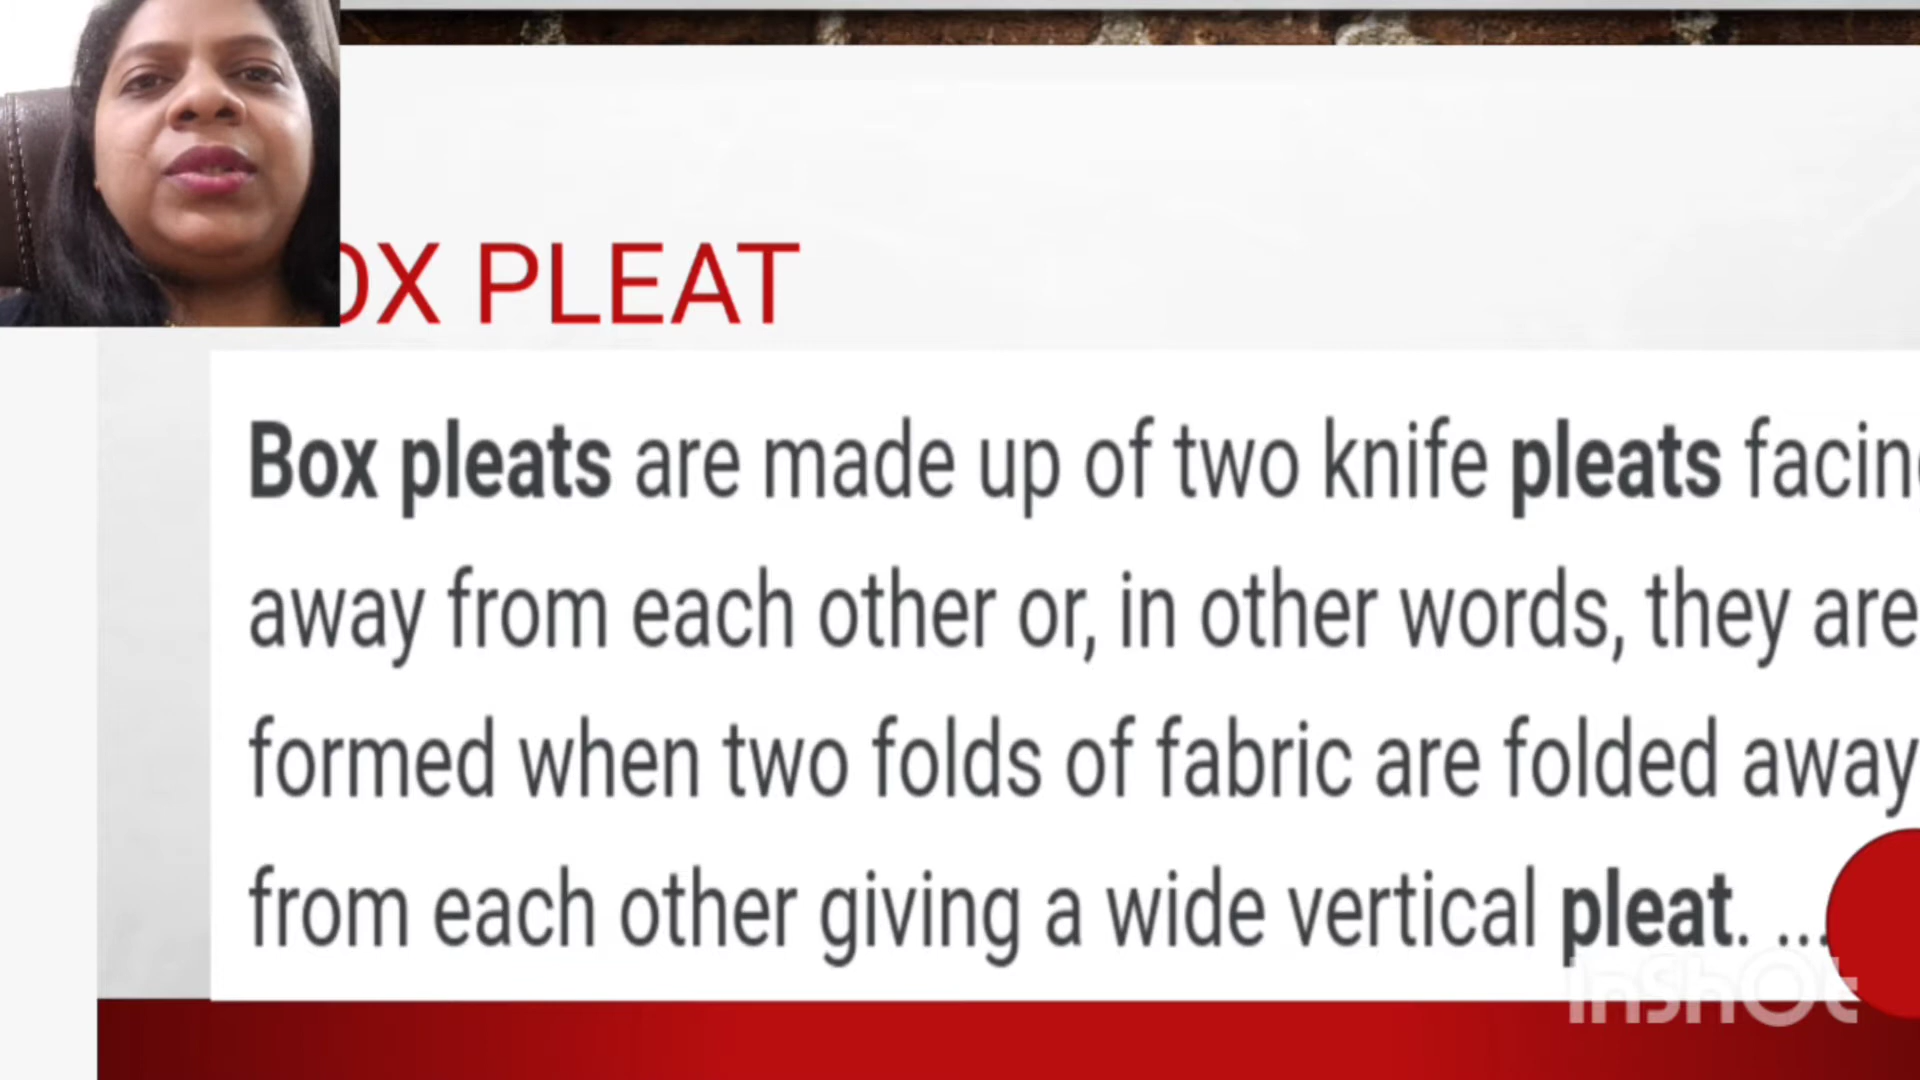 OX PLEAT
Box pleats are made up of two knife pleats facing
away from each other or, in other words, they are
formed when two folds of fabric are folded away
from each other giving a wide vertical pleat. ...
InShOt